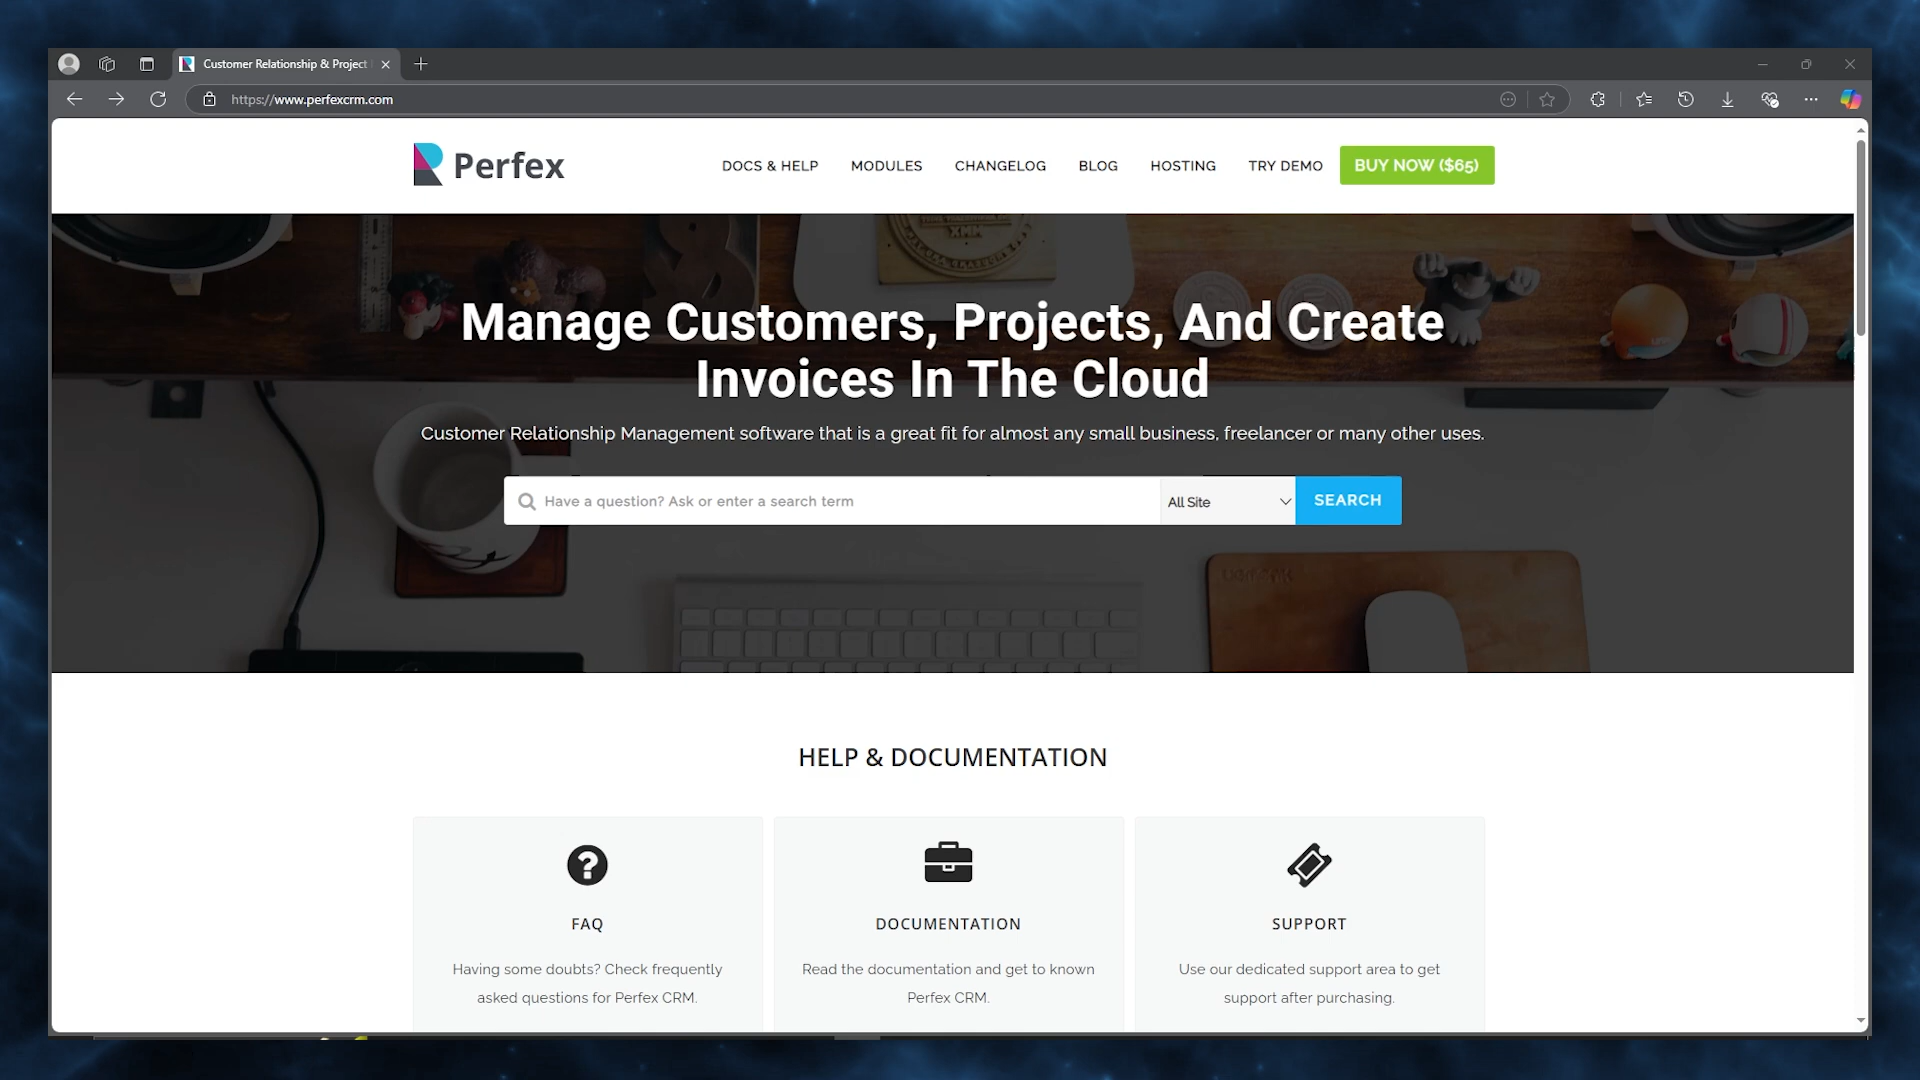 Customer Relationship & Project
https://www.perfexcrm.com
Perfex
DOCS & HELP
MODULES
CHANGELOG
BLOG
HOSTING
TRY DEMO
BUY NOW ($65)
Manage Customers, Projects, And Create
Invoices In The Cloud
Customer Relationship Management software that is a great fit for almost any small business, freelancer or many other uses.
Have a question? Ask or enter a search term
All Site
SEARCH
HELP & DOCUMENTATION
FAQ
Having some doubts? Check frequently
asked questions for Perfex CRM.
DOCUMENTATION
Read the documentation and get to known
Perfex CRM.
SUPPORT
Use our dedicated support area to get
support after purchasing.